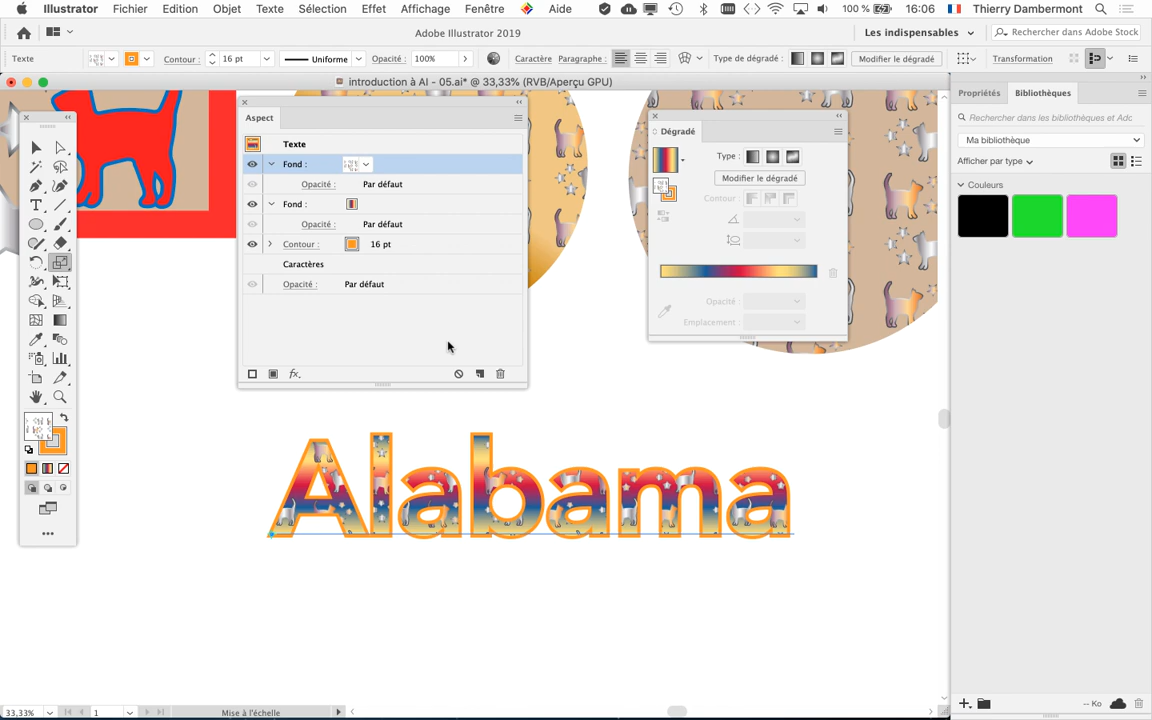 Illustrator Fichier Edition Objet Texte Sélection Effet Affichage Fenêtre Aide 100 % 16:06 Thierry Dambermont
Adobe Illustrator 2019 Les indispensables Rechercher dans Adobe Stock
Texte Contour : 16 pt Uniforme Opacité : 100% Caractère Paragraphe : Type de dégradé : Modifier le dégradé Transformation
introduction à AI - 05.ai* @ 33,33% (RVB/Aperçu GPU)
Propriétés Bibliothèques
Rechercher dans les bibliothèques et Adc
Ma bibliothèque
Afficher par type
Couleurs
Aspect
Texte
Fond :
Opacité : Par défaut
Fond :
Opacité : Par défaut
Contour : 16 pt
Caractères
Opacité : Par défaut
fx.
Dégradé
Type :
Modifier le dégradé
Contour :
Opacité :
Emplacement :
Alabama
33,33% 1 Mise à l'échelle
-- Ko